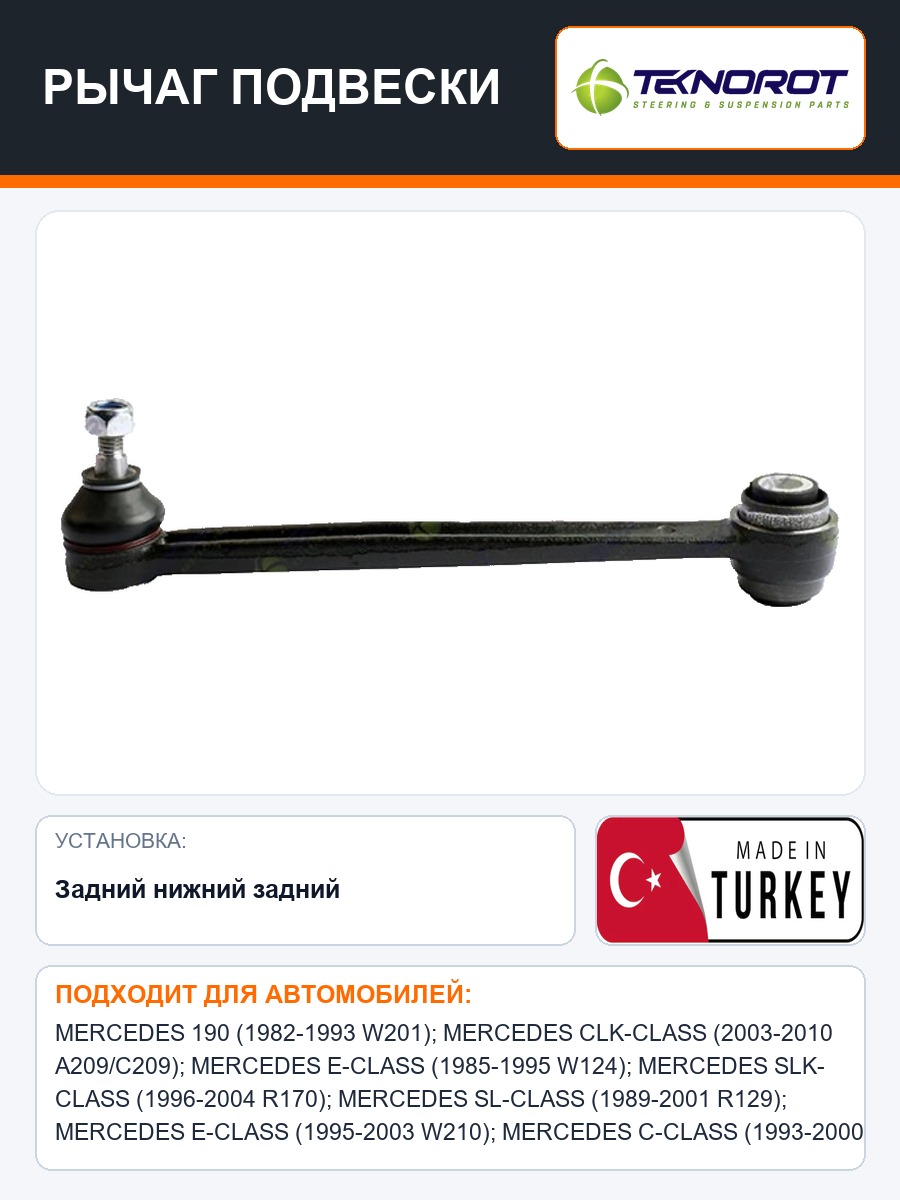 РЫЧАГ ПОДВЕСКИ
TEKNOROT
STEERING & SUSPENSION PARTS
УСТАНОВКА:
Задний нижний задний
MADE IN
TURKEY
ПОДХОДИТ ДЛЯ АВТОМОБИЛЕЙ:
MERCEDES 190 (1982-1993 W201); MERCEDES CLK-CLASS (2003-2010
A209/C209); MERCEDES E-CLASS (1985-1995 W124); MERCEDES SLK-
CLASS (1996-2004 R170); MERCEDES SL-CLASS (1989-2001 R129);
MERCEDES E-CLASS (1995-2003 W210); MERCEDES C-CLASS (1993-2000